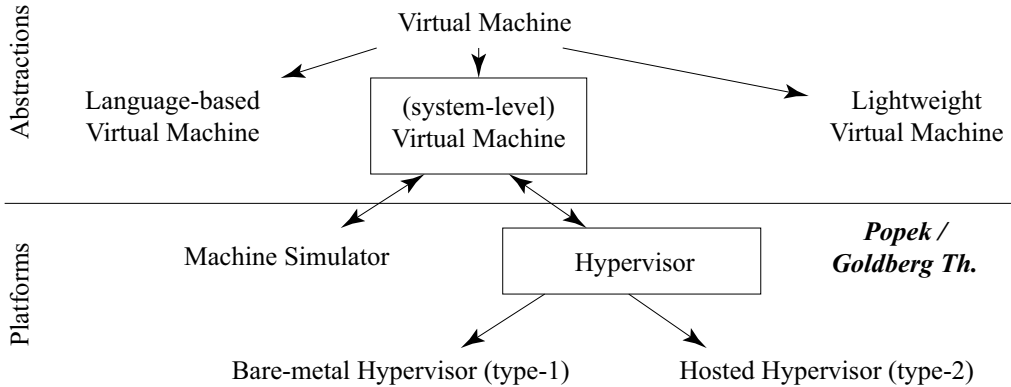 Abstractions
Virtual Machine
Language-based
Virtual Machine
(system-level)
Virtual Machine
Lightweight
Virtual Machine
Platforms
Machine Simulator
Hypervisor
Popek /
Goldberg Th.
Bare-metal Hypervisor (type-1)
Hosted Hypervisor (type-2)